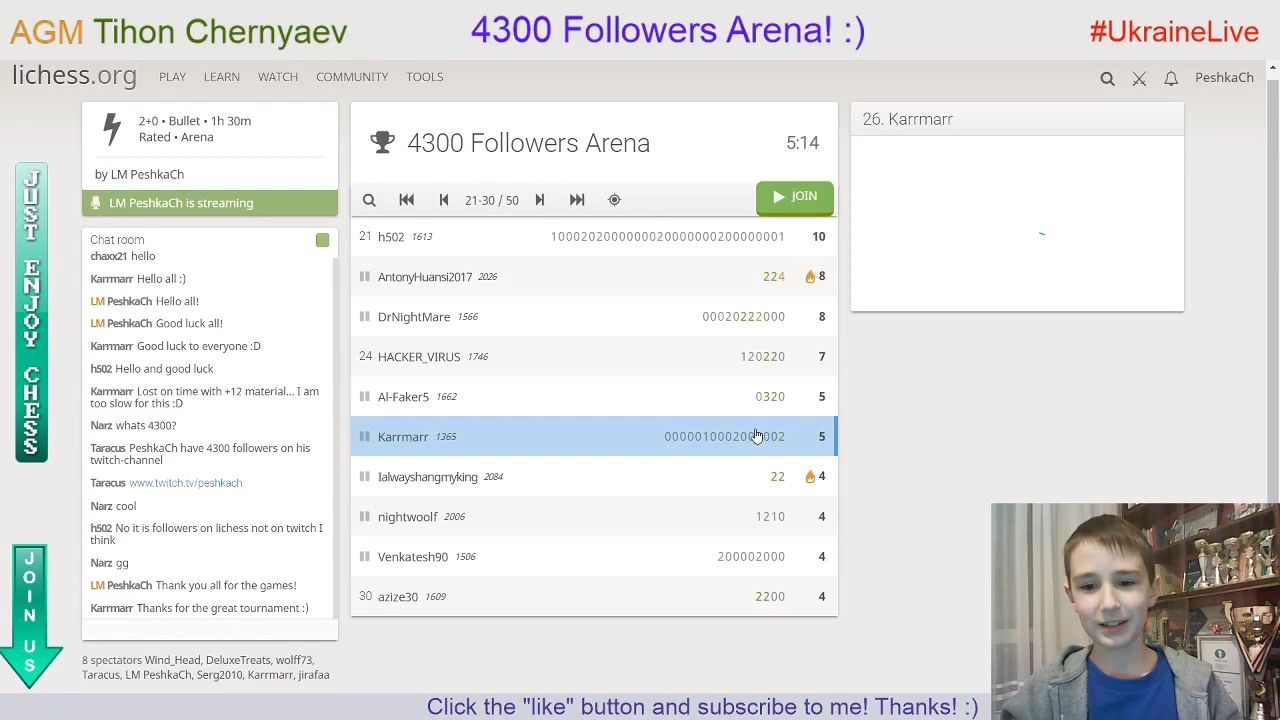 AGM Tihon Chernyaev
4300 Followers Arena! :)
#UkraineLive
lichess.org PLAY LEARN WATCH COMMUNITY TOOLS PeshkaCh
2+0 • Bullet • 1h 30m
Rated • Arena
by LM PeshkaCh
LM PeshkaCh is streaming
Chat room
chaxx21 hello
Karrmarr Hello all :)
LM PeshkaCh Hello all!
LM PeshkaCh Good luck all!
Karrmarr Good luck to everyone :D
h502 Hello and good luck
Karrmarr Lost on time with +12 material... I am
too slow for this :D
Narz whats 4300?
Taracus PeshkaCh have 4300 followers on his
twitch-channel
Taracus www.twitch.tv/peshkach
Narz cool
h502 No it is followers on lichess not on twitch I
think
Narz gg
LM PeshkaCh Thank you all for the games!
Karrmarr Thanks for the great tournament :)
8 spectators Wind_Head, DeluxeTreats, wolff73,
Taracus, LM PeshkaCh, Serg2010, Karrmarr, jirafaa
4300 Followers Arena 5:14
21-30 / 50 JOIN
21 h502 1613 10002020000000200000000200000001 10
AntonyHuansi2017 2026 224 8
DrNightMare 1566 00020222000 8
24 HACKER_VIRUS 1746 120220 7
Al-Faker5 1662 0320 5
Karrmarr 1365 5
Ialwayshangmyking 2084 22 4
nightwoolf 2006 1210 4
Venkatesh90 1506 200002000 4
30 azize30 1609 2200 4
26. Karrmarr
JUST ENJOY CHESS
JOIN US
Click the "like" button and subscribe to me! Thanks! :)